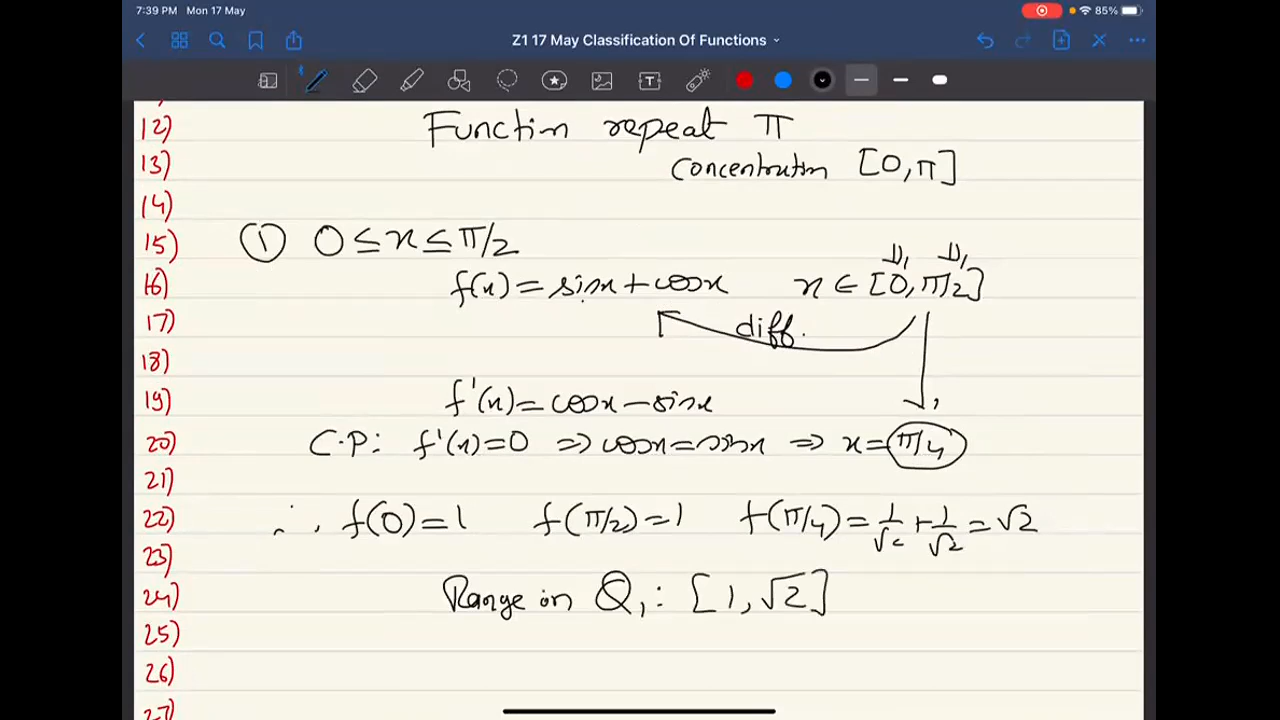 7:39 PM Mon 17 May
85%
Z1 17 May Classification Of Functions
12) Function repeat π
13) Concentration [0,π]
14)
15) ① 0 ≤ x ≤ π/2
16) f(x) = sinx + cosx x ∈ [0, π/2]
17) diff.
18)
19) f'(x) = cosx − sinx
20) C.P: f'(x) = 0 ⇒ cosx = sinx ⇒ x = π/4
21)
22) ∴ f(0) = 1 f(π/2) = 1 f(π/4) = 1/√2 + 1/√2 = √2
23)
24) Range in Q₁: [1, √2]
25)
26)
27)